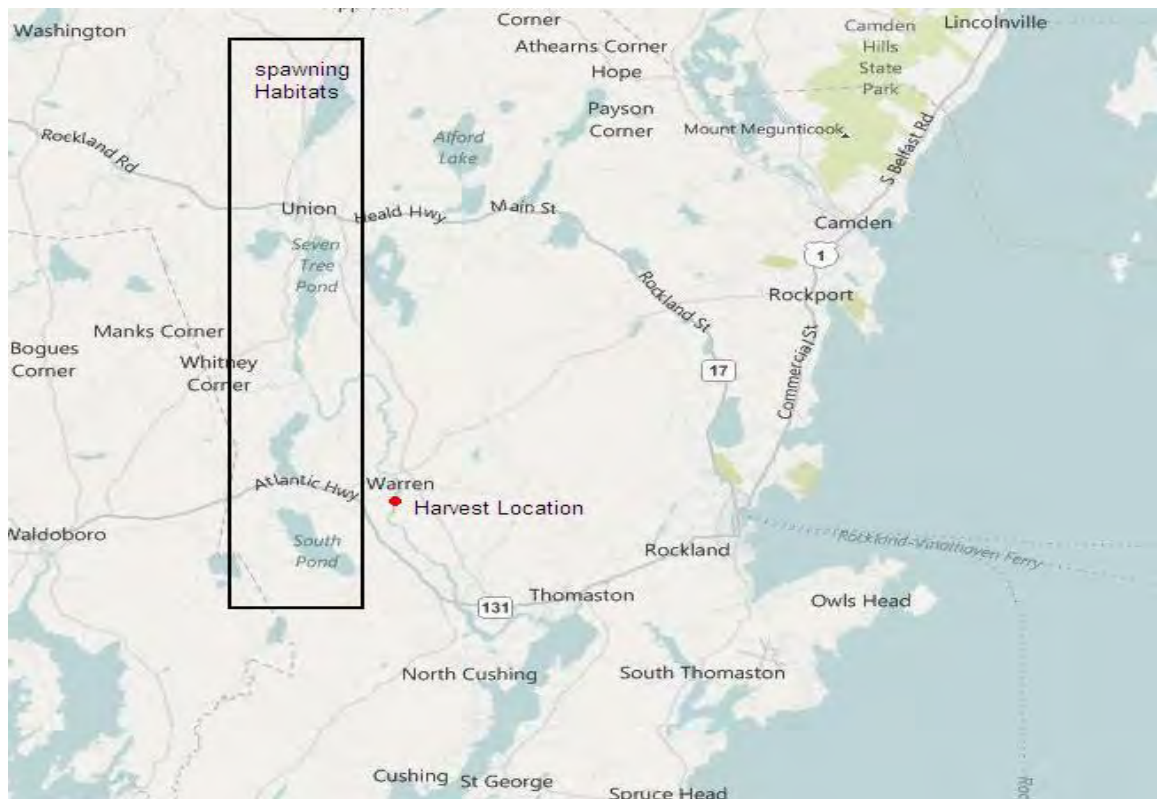 Corner
Lincolnville
Washington
Camden
Hills
State
Park
Athearns Corner
Hope
spawning
Habitats
Payson
Corner
Mount Megunticook
Alford
Lake
Rockland Rd
S Belfast Rd
Union
Heald Hwy
Main St
Camden
Seven
Tree
Pond
1
Rockland St
Rockport
Manks Corner
Bogues
Corner
Whitney
Corner
17
Commercial St
Atlantic Hwy
Warren
Harvest Location
Waldoboro
South
Pond
Rockland
Rockland-Vinalhaven Ferry
131
Thomaston
Owls Head
North Cushing
South Thomaston
Cushing
St George
Spruce Head